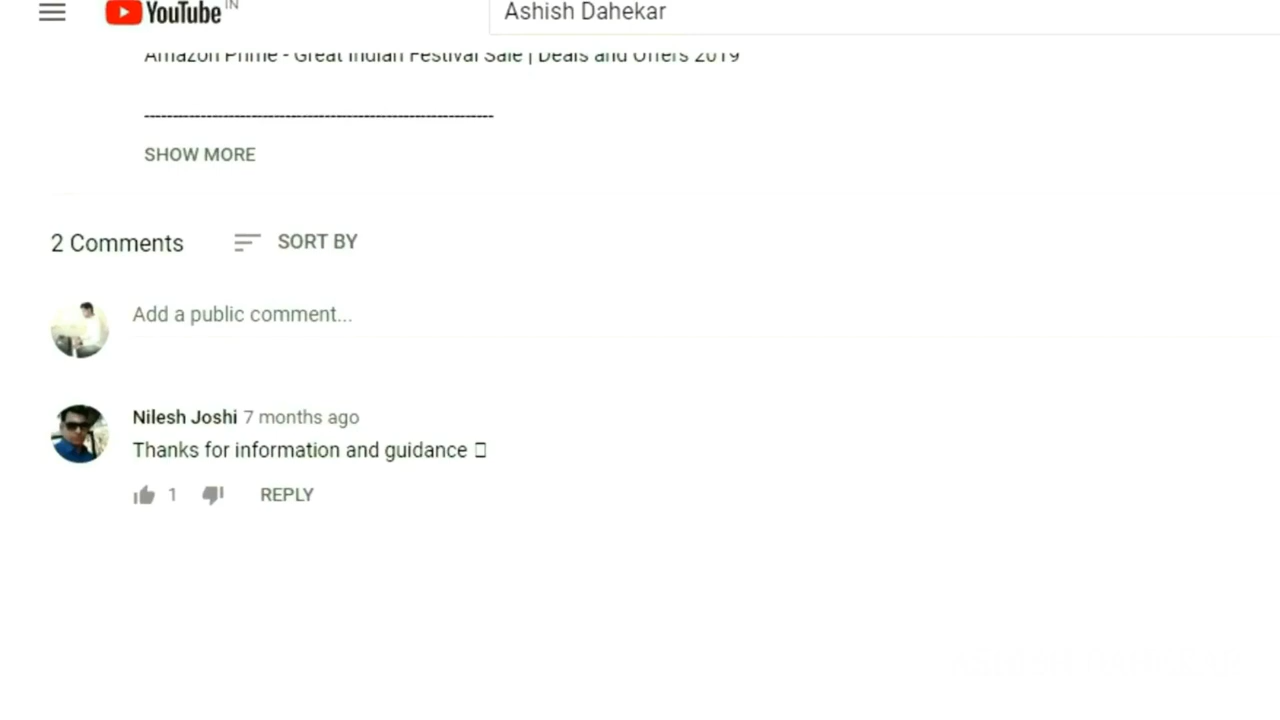 YouTube IN
Ashish Dahekar
Amazon Prime - Great Indian Festival Sale | Deals and Offers 2019
--------------------------------------------------------------
SHOW MORE
2 Comments
SORT BY
Add a public comment...
Nilesh Joshi 7 months ago
Thanks for information and guidance
1
REPLY